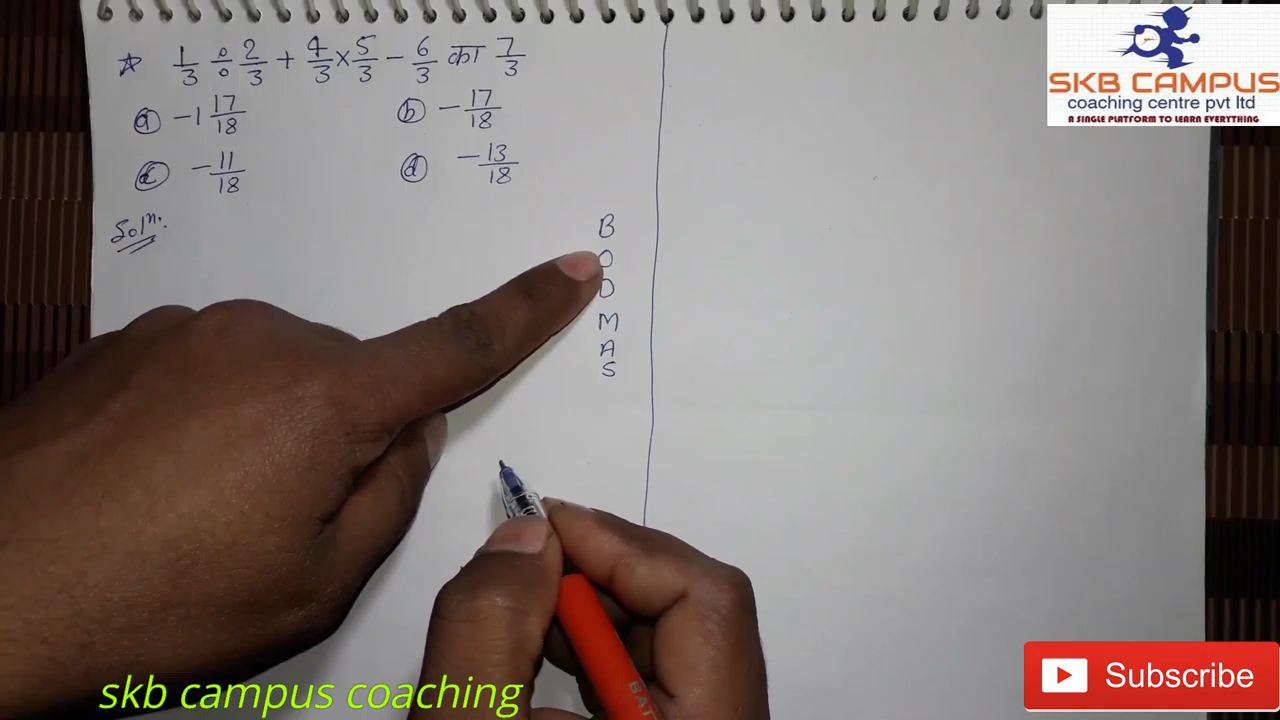 ☆ 1/3 ÷ 2/3 + 4/3 × 5/3 − 6/3 का 7/3
ⓐ −1 17/18 ⓑ −17/18
ⓒ −11/18 ⓓ −13/18
Solⁿ.
B
O
D
M
A
S
SKB CAMPUS
coaching centre pvt ltd
A SINGLE PLATFORM TO LEARN EVERYTHING
BAT
skb campus coaching
Subscribe